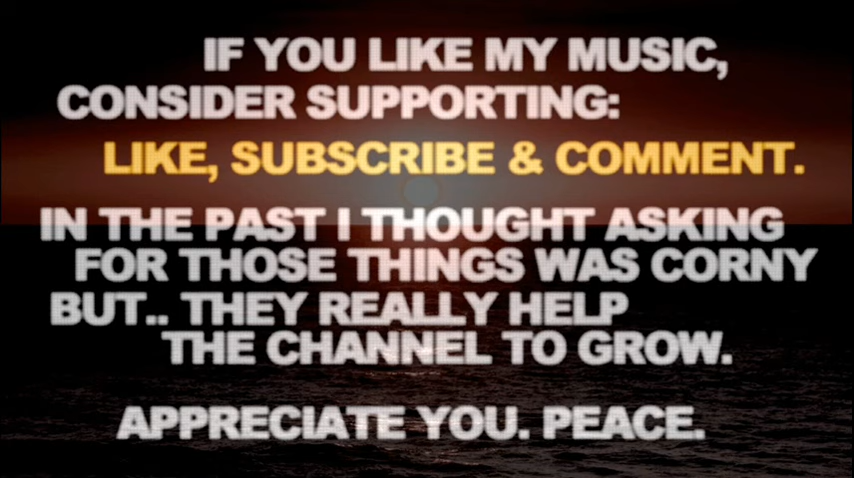 IF YOU LIKE MY MUSIC,
CONSIDER SUPPORTING:
LIKE, SUBSCRIBE & COMMENT.
IN THE PAST I THOUGHT ASKING
FOR THOSE THINGS WAS CORNY
BUT.. THEY REALLY HELP
THE CHANNEL TO GROW.
APPRECIATE YOU. PEACE.